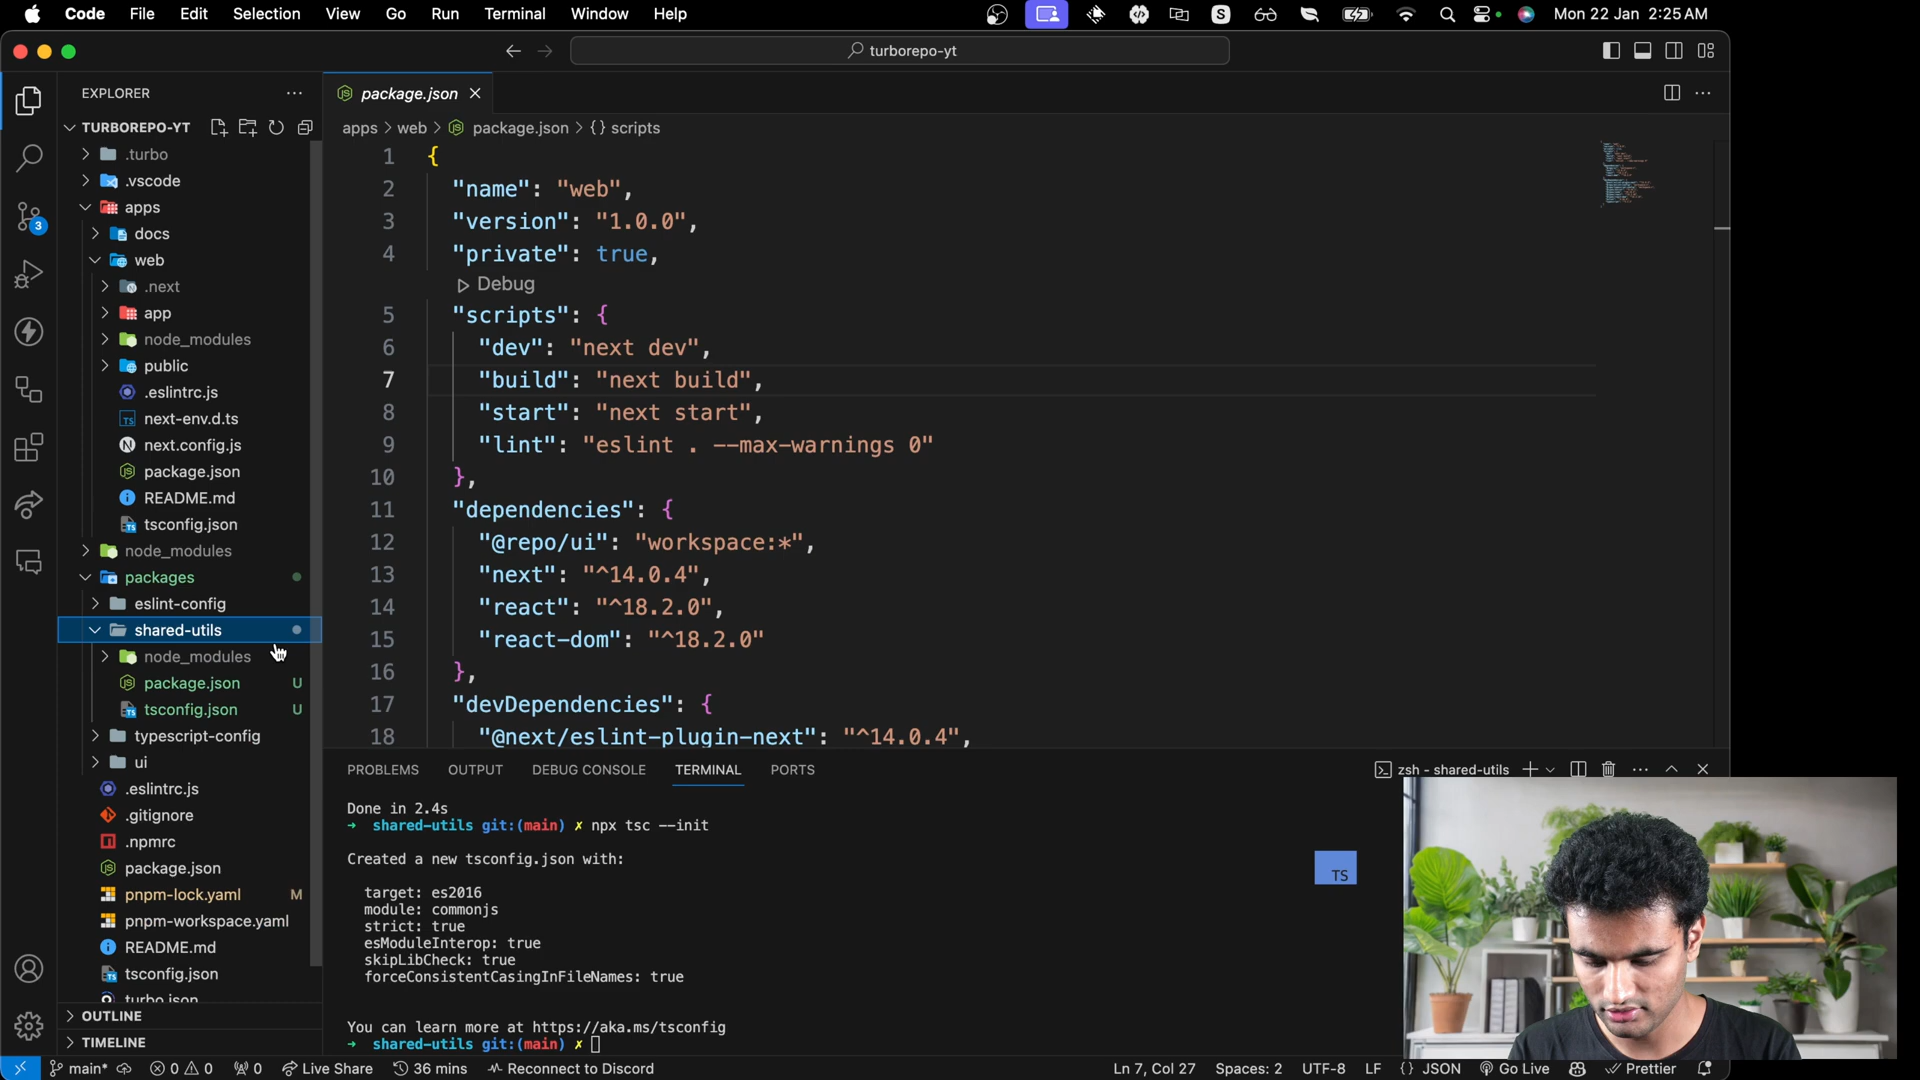 Code File Edit Selection View Go Run Terminal Window Help
S
Mon 22 Jan 2:25 AM
turborepo-yt
EXPLORER
package.json
TURBOREPO-YT
apps > web > package.json > {} scripts
.turbo
.vscode
apps
docs
web
.next
app
node_modules
public
.eslintrc.js
next-env.d.ts
next.config.js
package.json
README.md
tsconfig.json
node_modules
packages
eslint-config
shared-utils
node_modules
package.json U
tsconfig.json U
typescript-config
ui
.eslintrc.js
.gitignore
.npmrc
package.json
pnpm-lock.yaml M
pnpm-workspace.yaml
README.md
tsconfig.json
turbo.json
OUTLINE
TIMELINE
3
1 {
2 "name": "web",
3 "version": "1.0.0",
4 "private": true,
Debug
5 "scripts": {
6 "dev": "next dev",
7 "build": "next build",
8 "start": "next start",
9 "lint": "eslint . --max-warnings 0"
10 },
11 "dependencies": {
12 "@repo/ui": "workspace:*",
13 "next": "^14.0.4",
14 "react": "^18.2.0",
15 "react-dom": "^18.2.0"
16 },
17 "devDependencies": {
18 "@next/eslint-plugin-next": "^14.0.4",
PROBLEMS OUTPUT DEBUG CONSOLE TERMINAL PORTS
zsh - shared-utils
Done in 2.4s
➜ shared-utils git:(main) ✗ npx tsc --init
Created a new tsconfig.json with:
TS
target: es2016
module: commonjs
strict: true
esModuleInterop: true
skipLibCheck: true
forceConsistentCasingInFileNames: true
You can learn more at https://aka.ms/tsconfig
➜ shared-utils git:(main) ✗
main* 0 0 0 Live Share 36 mins Reconnect to Discord
Ln 7, Col 27 Spaces: 2 UTF-8 LF {} JSON Go Live Prettier